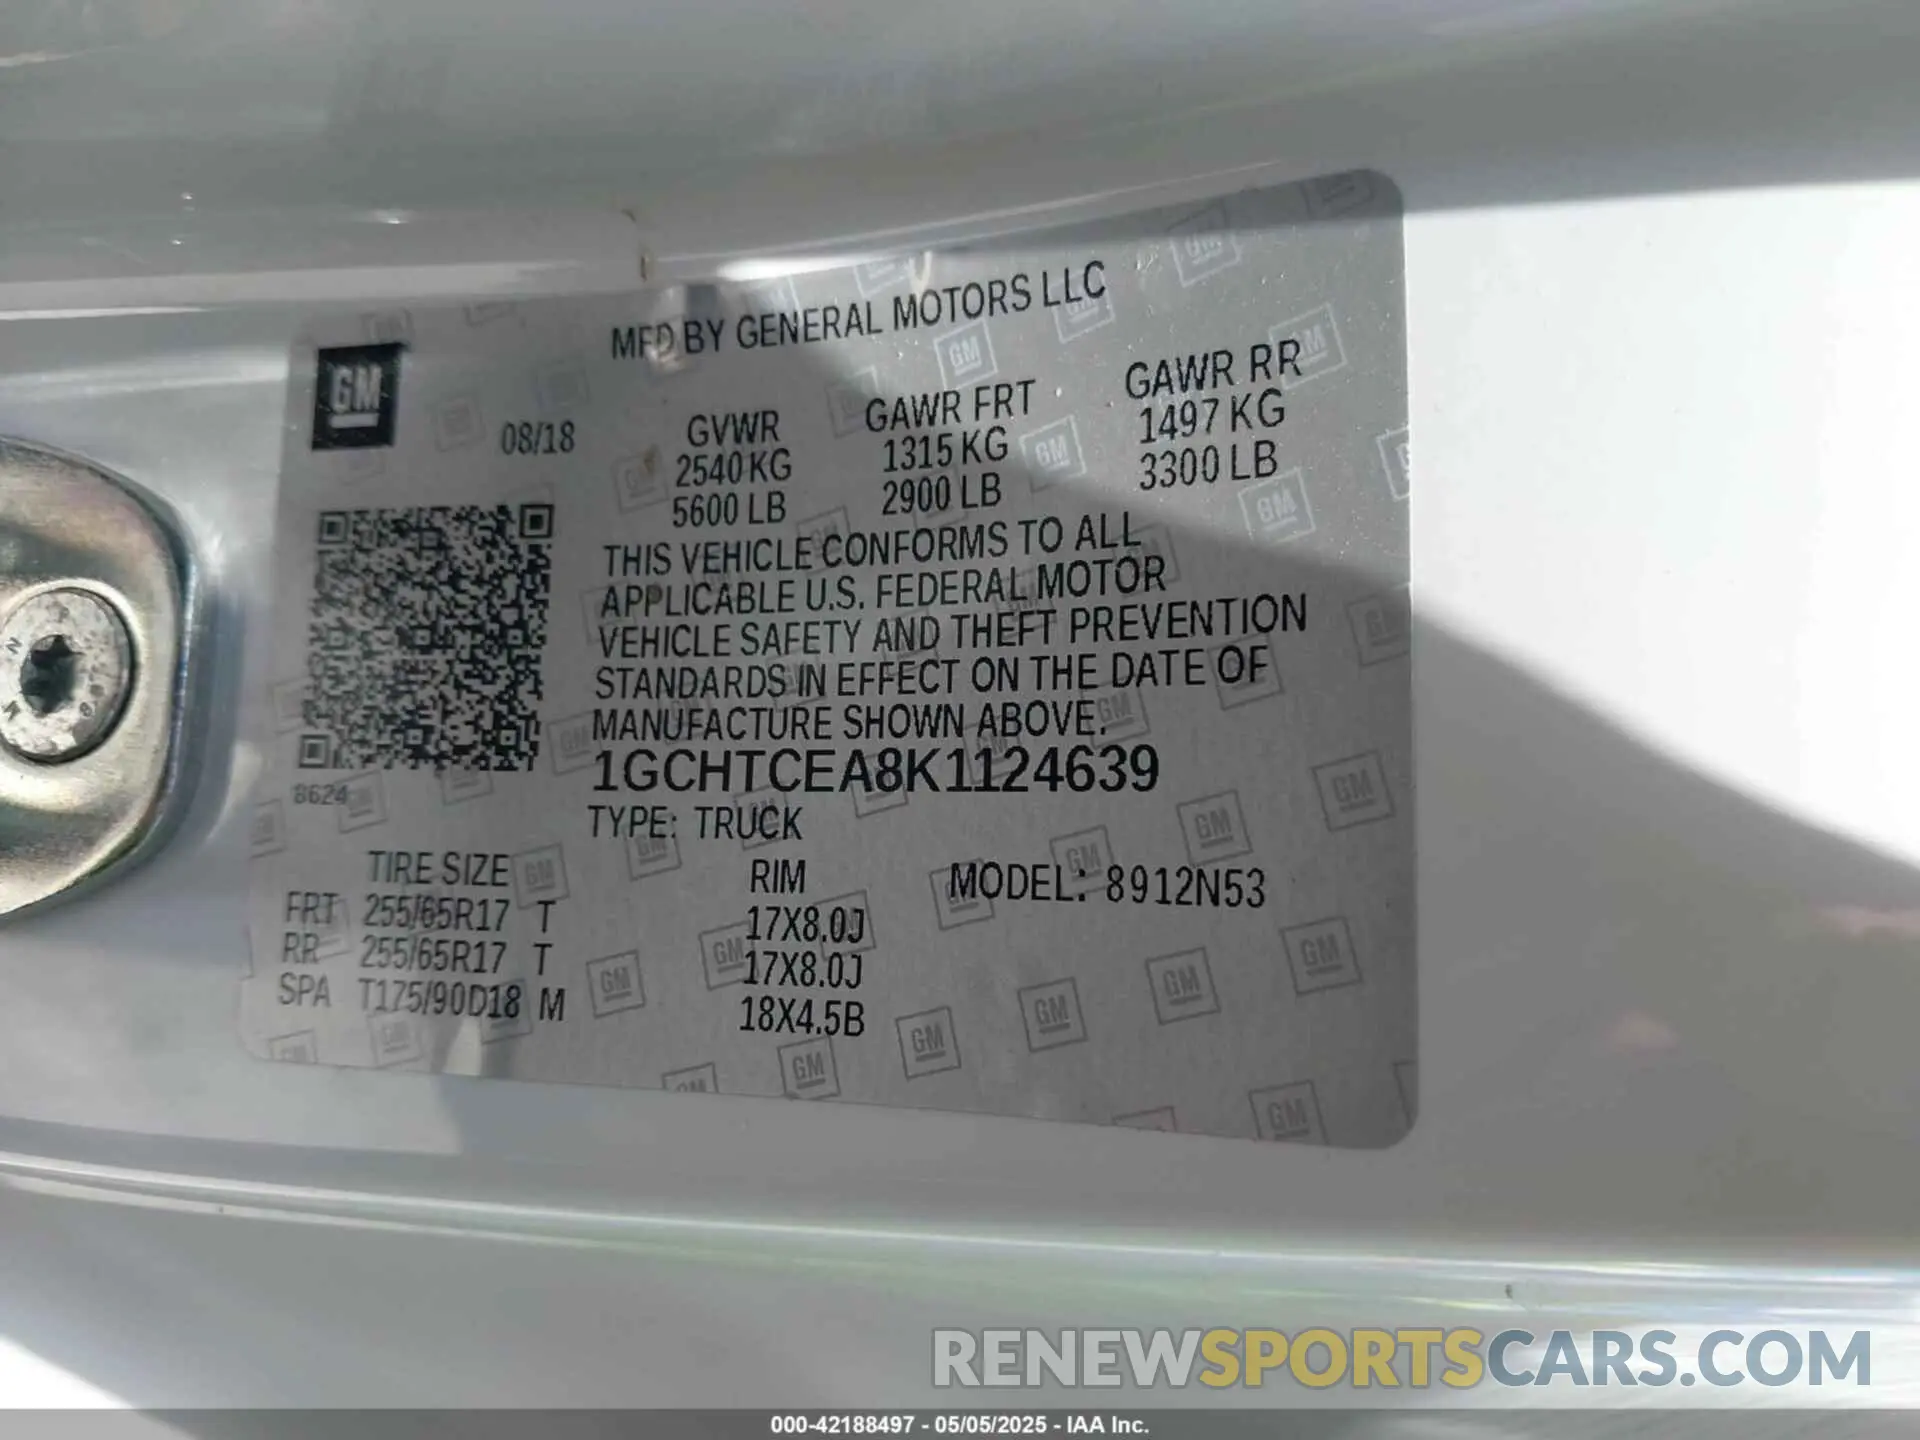 MFD BY GENERAL MOTORS LLC
GM
08/18
GVWR GAWR FRT GAWR RR
2540 KG 1315 KG 1497 KG
5600 LB 2900 LB 3300 LB
THIS VEHICLE CONFORMS TO ALL
APPLICABLE U.S. FEDERAL MOTOR
VEHICLE SAFETY AND THEFT PREVENTION
STANDARDS IN EFFECT ON THE DATE OF
MANUFACTURE SHOWN ABOVE.
1GCHTCEA8K1124639
8624
TYPE: TRUCK
TIRE SIZE RIM MODEL: 8912N53
FRT 255/65R17 T 17X8.0J
RR 255/65R17 T 17X8.0J
SPA T175/90D18 M 18X4.5B
RENEWSPORTSCARS.COM
000-42188497 - 05/05/2025 - IAA Inc.